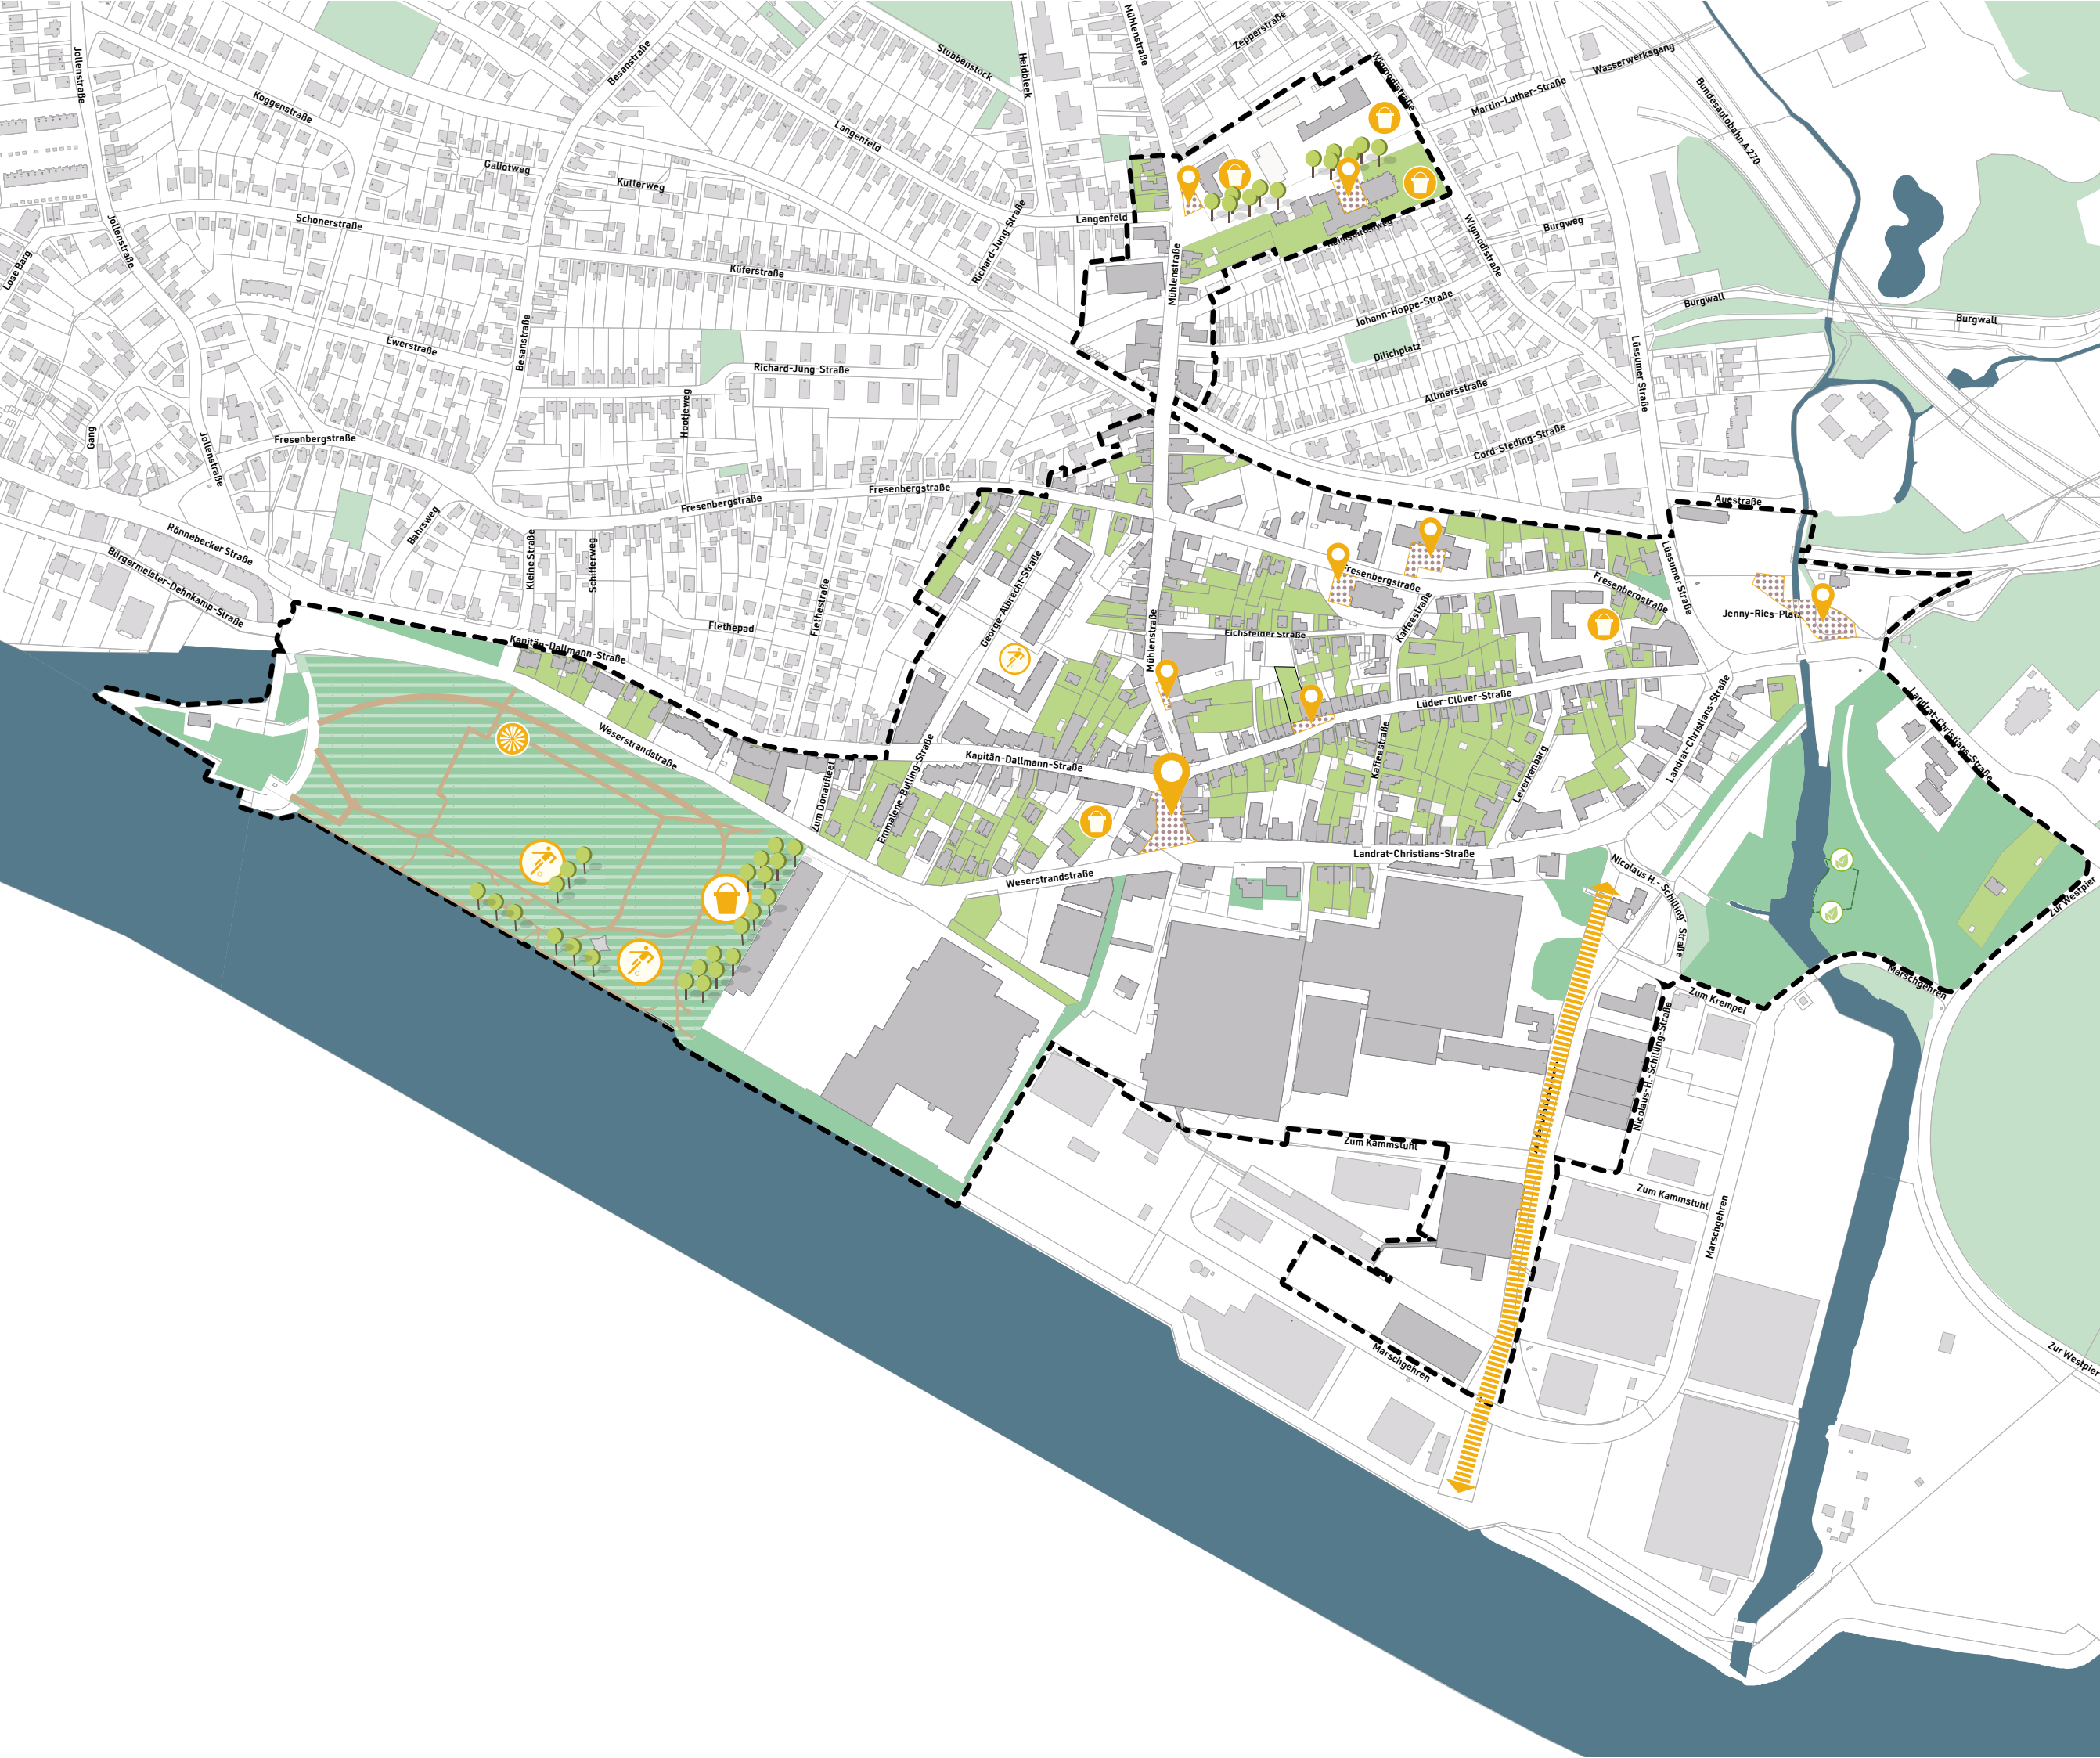 Jollenstraße
Koggenstraße
Besanstraße
Stubbenstock
Heidbleek
Mühlenstraße
Zepperstraße
Wigmodistraße
Martin-Luther-Straße
Wasserwerksgang
Bundesautobahn A 270
Langenfeld
Galiotweg
Kutterweg
Schonerstraße
Jollenstraße
Lose Barg
Richard-Jung-Straße
Langenfeld
Mühlenstraße
Wigmodistraße
Burgweg
Küferstraße
Johann-Hoppe-Straße
Burgwall
Burgwall
Besanstraße
Ewerstraße
Dilichplatz
Lüssumer Straße
Richard-Jung-Straße
Allmersstraße
Hootjeweg
Gang
Jollenstraße
Fresenbergstraße
Cord-Steding-Straße
Fresenbergstraße
Fresenbergstraße
Auestraße
Bahrsweg
Rönnebecker Straße
Bürgermeister-Dehnkamp-Straße
Kleine Straße
Schifferweg
Flethestraße
George-Albrecht-Straße
Fresenbergstraße
Fresenbergstraße
Lüssumer Straße
Jenny-Ries-Platz
Kaffeestraße
Flethepad
Mühlenstraße
Eichsfelder Straße
Kapitän-Dallmann-Straße
Lüder-Clüver-Straße
Landrat-Christians-Straße
Landrat-Christians-Straße
Weserstrandstraße
Kapitän-Dallmann-Straße
Kaffeestraße
Leverkenbarg
Zum Donaufleet
Emmalene-Bulling-Straße
Landrat-Christians-Straße
Weserstrandstraße
Nicolaus H.- Schilling-
Straße
Zur Westpier
Marschgehren
Zum Krempel
Nicolaus-H.-Schilling-Straße
Zum Kammstuhl
Zum Kammstuhl
Marschgehren
Marschgehren
Zur Westpier